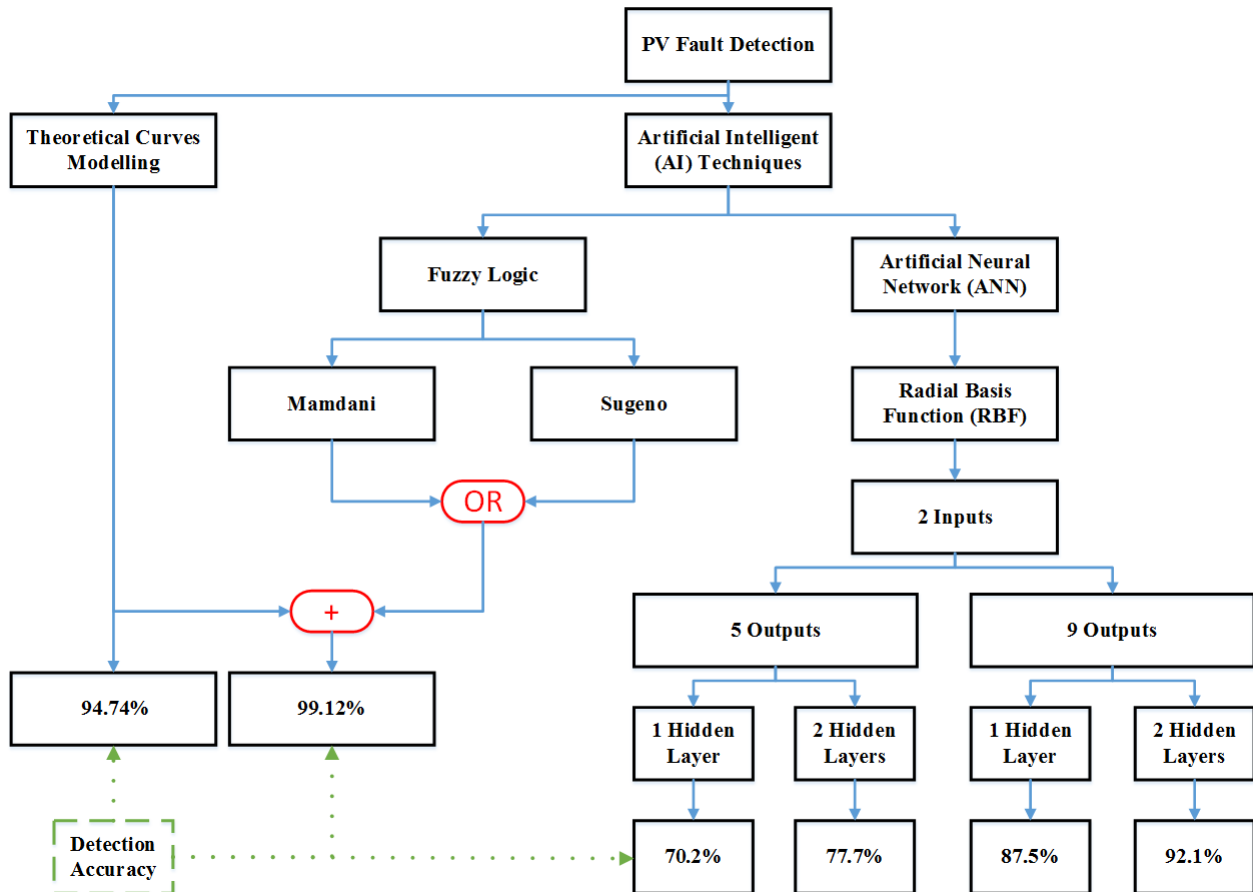 PV Fault Detection
Theoretical Curves
Modelling
Artificial Intelligent
(AI) Techniques
Fuzzy Logic
Artificial Neural
Network (ANN)
Mamdani
Sugeno
Radial Basis
Function (RBF)
OR
2 Inputs
+
5 Outputs
9 Outputs
94.74%
99.12%
1 Hidden
Layer
2 Hidden
Layers
1 Hidden
Layer
2 Hidden
Layers
Detection
Accuracy
70.2%
77.7%
87.5%
92.1%